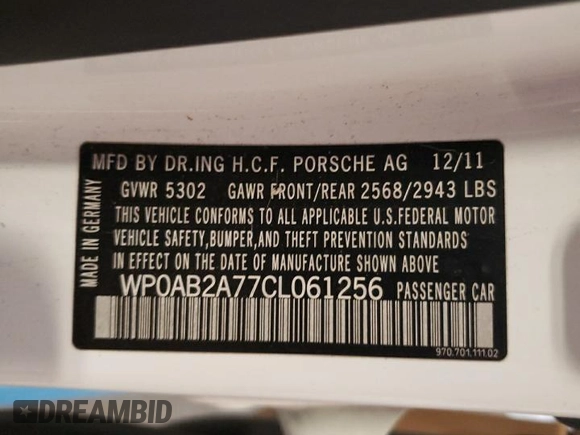 MFD BY DR.ING H.C.F. PORSCHE AG 12/11
GVWR 5302 GAWR FRONT/REAR 2568/2943 LBS
THIS VEHICLE CONFORMS TO ALL APPLICABLE U.S.FEDERAL MOTOR
VEHICLE SAFETY,BUMPER,AND THEFT PREVENTION STANDARDS
IN EFFECT ON THE DATE OF MANUFACTURE SHOWN ABOVE
WP0AB2A77CL061256 PASSENGER CAR
MADE IN GERMANY
970.701.111.02
DREAMBID